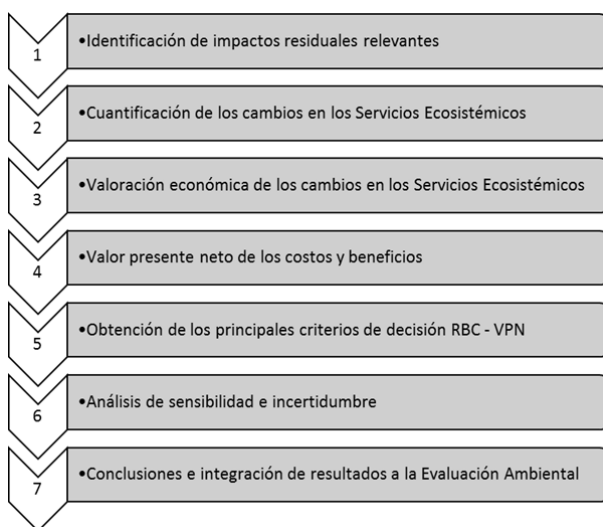 1
•Identificación de impactos residuales relevantes
2
•Cuantificación de los cambios en los Servicios Ecosistémicos
3
•Valoración económica de los cambios en los Servicios Ecosistémicos
4
•Valor presente neto de los costos y beneficios
5
•Obtención de los principales criterios de decisión RBC - VPN
6
•Análisis de sensibilidad e incertidumbre
7
•Conclusiones e integración de resultados a la Evaluación Ambiental